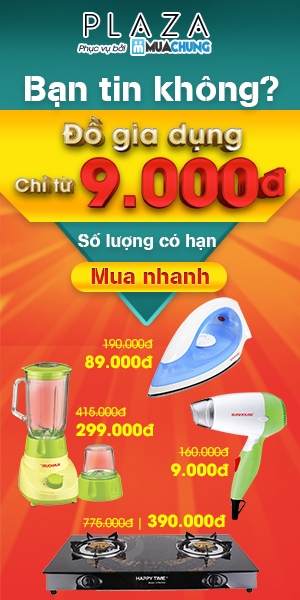 PLAZA
Phục vụ bởi MUACHUNG
Bạn tin không?
Đồ gia dụng
Chỉ từ 9.000đ
Số lượng có hạn
Mua nhanh
190.000đ
89.000đ
415.000đ
299.000đ
SUNHOUSE
160.000đ
9.000đ
775.000đ | 390.000đ
HAPPY TIME